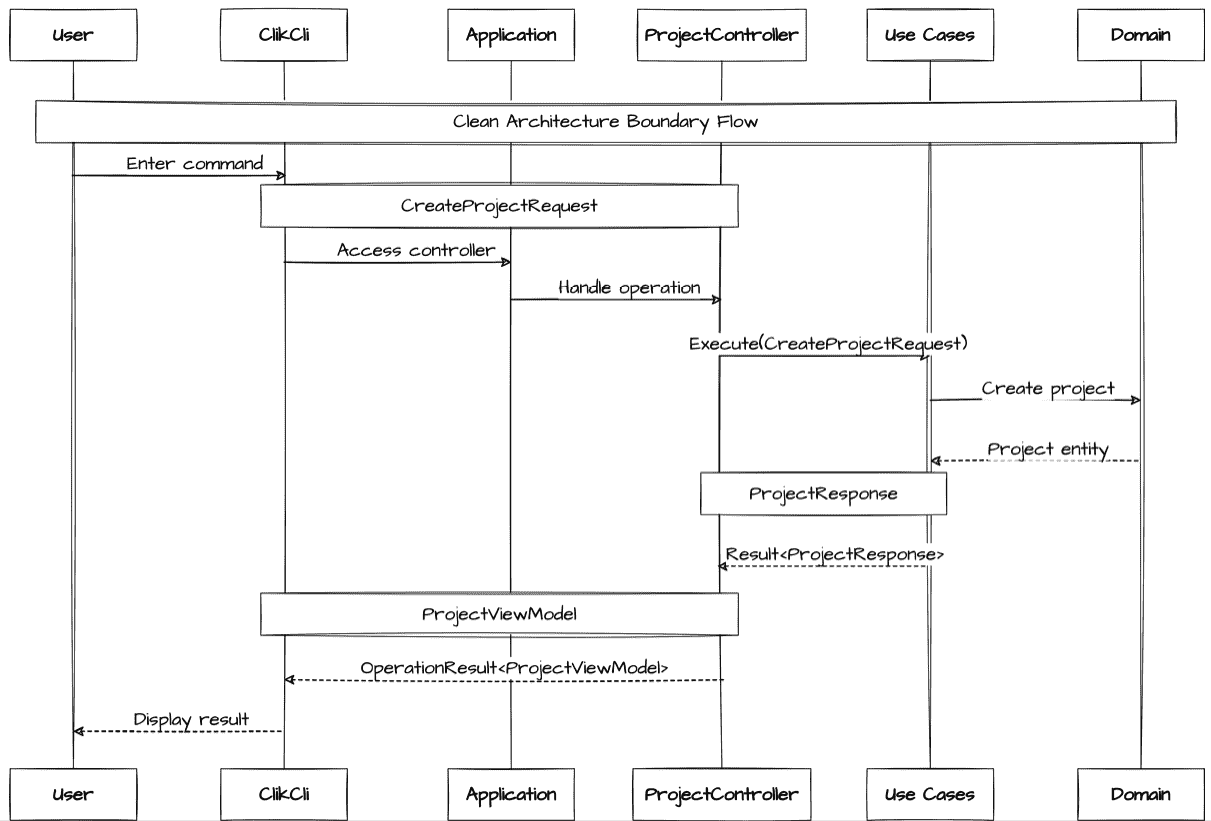 User
ClikCli
Application
ProjectController
Use Cases
Domain
Clean Architecture Boundary Flow
Enter command
CreateProjectRequest
Access controller
Handle operation
Execute(CreateProjectRequest)
Create project
Project entity
ProjectResponse
Result<ProjectResponse>
ProjectViewModel
OperationResult<ProjectViewModel>
Display result
User
ClikCli
Application
ProjectController
Use Cases
Domain